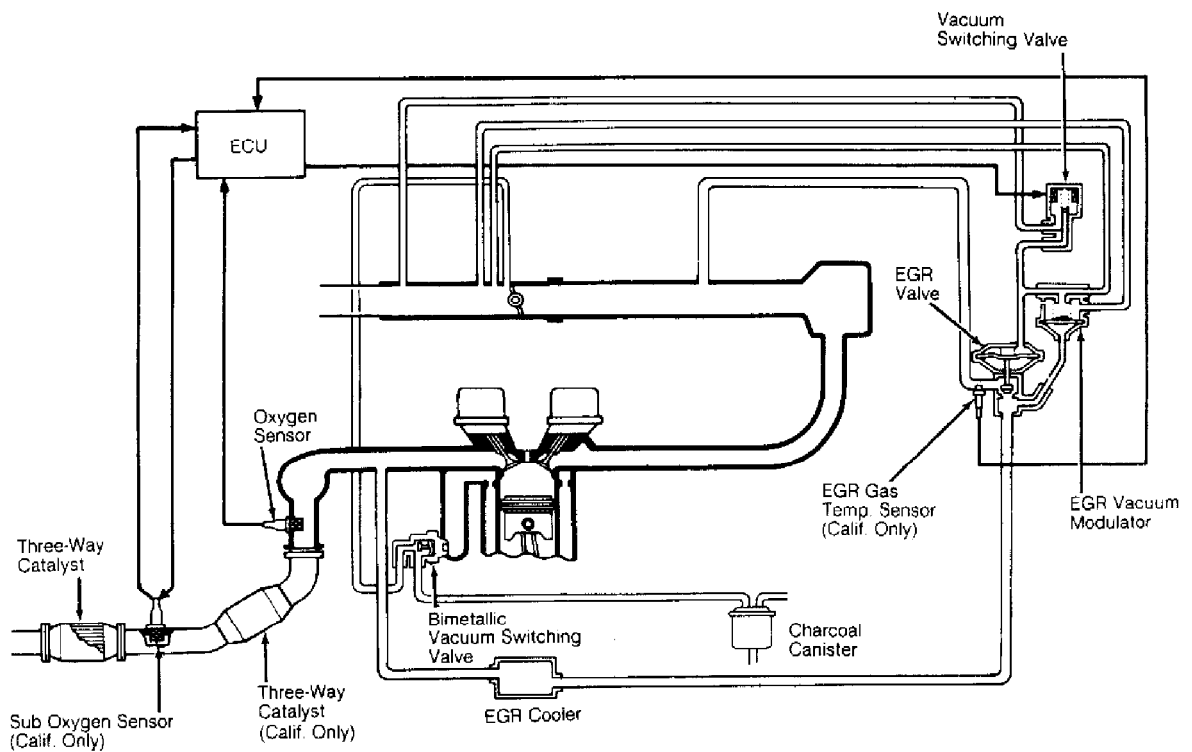 Vacuum
Switching Valve
ECU
EGR
Valve
Oxygen
Sensor
EGR Gas
Temp. Sensor
(Calif. Only)
EGR Vacuum
Modulator
Three-Way
Catalyst
Bimetallic
Vacuum Switching
Valve
Charcoal
Canister
Three-Way
Catalyst
(Calif. Only)
EGR Cooler
Sub Oxygen Sensor
(Calif. Only)